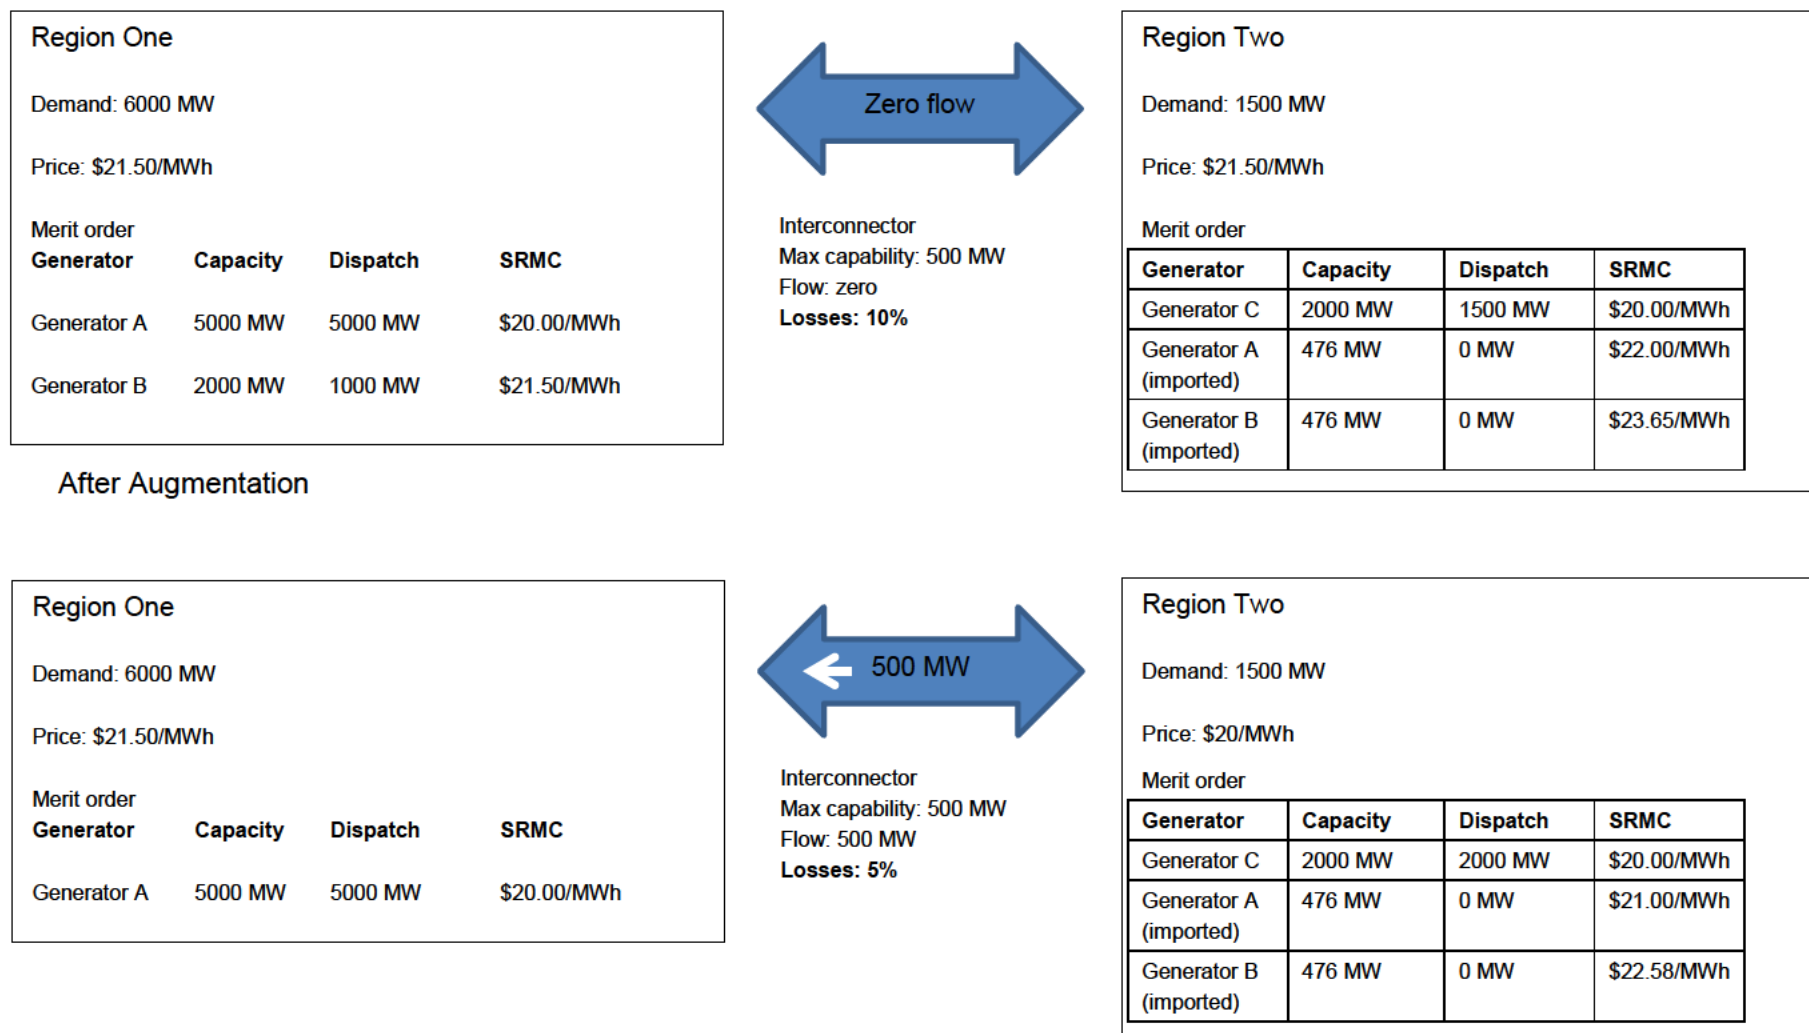 Region One
Demand: 6000 MW
Price: $21.50/MWh
Merit order
Generator Capacity Dispatch SRMC
Generator A 5000 MW 5000 MW $20.00/MWh
Generator B 2000 MW 1000 MW $21.50/MWh
Zero flow
Interconnector
Max capability: 500 MW
Flow: zero
Losses: 10%
Region Two
Demand: 1500 MW
Price: $21.50/MWh
Merit order
Generator Capacity Dispatch SRMC
Generator C 2000 MW 1500 MW $20.00/MWh
Generator A 476 MW 0 MW $22.00/MWh
(imported)
Generator B 476 MW 0 MW $23.65/MWh
(imported)
After Augmentation
Region One
Demand: 6000 MW
Price: $21.50/MWh
Merit order
Generator Capacity Dispatch SRMC
Generator A 5000 MW 5000 MW $20.00/MWh
500 MW
Interconnector
Max capability: 500 MW
Flow: 500 MW
Losses: 5%
Region Two
Demand: 1500 MW
Price: $20/MWh
Merit order
Generator Capacity Dispatch SRMC
Generator C 2000 MW 2000 MW $20.00/MWh
Generator A 476 MW 0 MW $21.00/MWh
(imported)
Generator B 476 MW 0 MW $22.58/MWh
(imported)